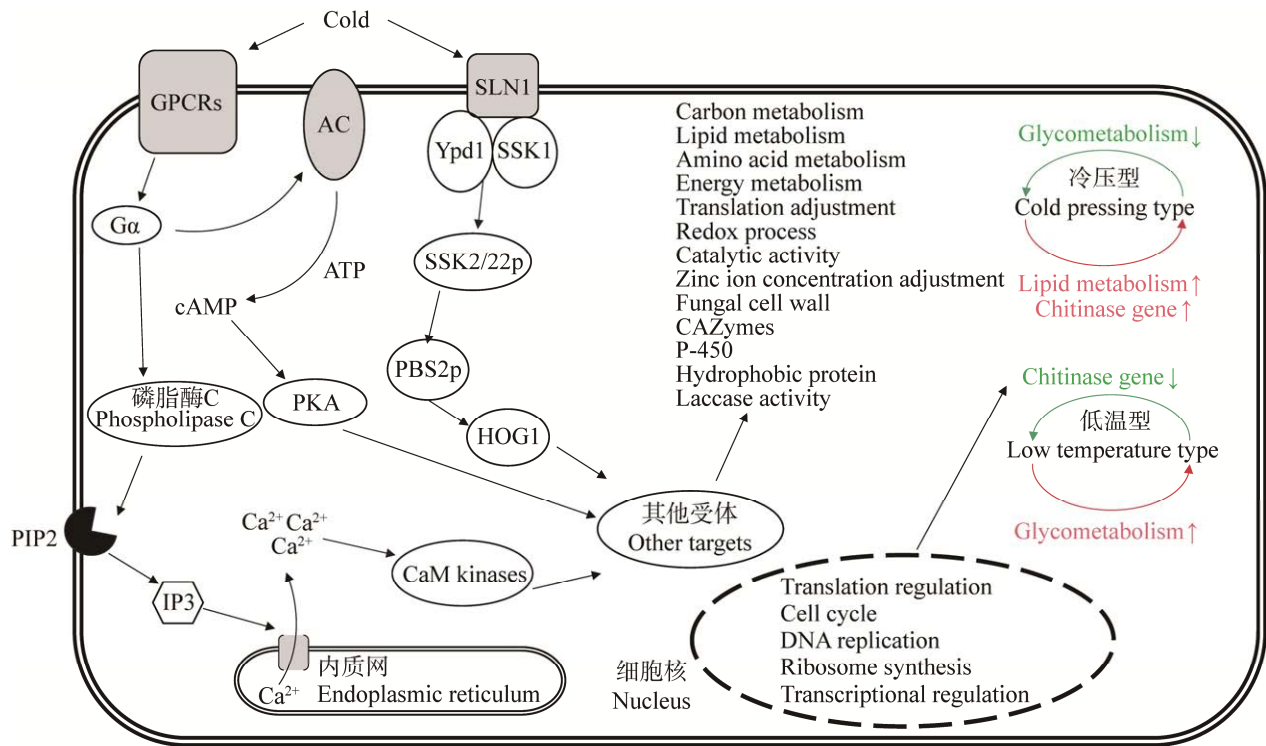 Cold
GPCRs
AC
SLN1
Ypd1
SSK1
Gα
ATP
cAMP
SSK2/22p
PBS2p
磷脂酶C
Phospholipase C
PKA
HOG1
PIP2
IP3
Ca²⁺ Ca²⁺
Ca²⁺
CaM kinases
其他受体
Other targets
内质网
Ca²⁺ Endoplasmic reticulum
细胞核
Nucleus
Carbon metabolism
Lipid metabolism
Amino acid metabolism
Energy metabolism
Translation adjustment
Redox process
Catalytic activity
Zinc ion concentration adjustment
Fungal cell wall
CAZymes
P-450
Hydrophobic protein
Laccase activity
Glycometabolism↓
冷压型
Cold pressing type
Lipid metabolism↑
Chitinase gene↑
Chitinase gene↓
低温型
Low temperature type
Glycometabolism↑
Translation regulation
Cell cycle
DNA replication
Ribosome synthesis
Transcriptional regulation